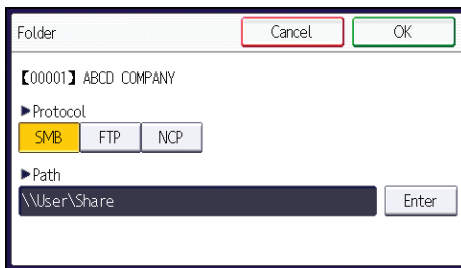 Folder Cancel OK
【00001】 ABCD COMPANY
▶Protocol
SMB FTP NCP
▶Path
\\User\Share Enter